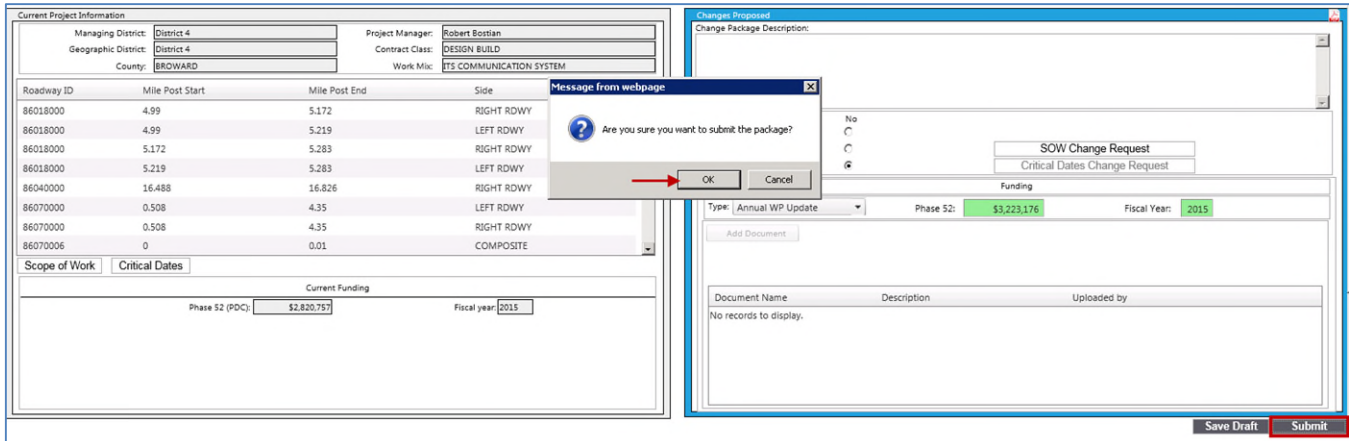 Current Project Information
Managing District: District 4 Project Manager: Robert Bostian
Geographic District: District 4 Contract Class: DESIGN BUILD
County: BROWARD Work Mix: ITS COMMUNICATION SYSTEM
Roadway ID Mile Post Start Mile Post End Side
86018000 4.99 5.172 RIGHT RDWY
86018000 4.99 5.219 LEFT RDWY
86018000 5.172 5.283 RIGHT RDWY
86018000 5.219 5.283 LEFT RDWY
86040000 16.488 16.826 RIGHT RDWY
86070000 0.508 4.35 LEFT RDWY
86070000 0.508 4.35 RIGHT RDWY
86070006 0 0.01 COMPOSITE
Scope of Work Critical Dates
Current Funding
Phase 52 (PDC): $2,820,757 Fiscal year: 2015
Message from webpage
Are you sure you want to submit the package?
OK Cancel
Changes Proposed
Change Package Description:
No
SOW Change Request
Critical Dates Change Request
Funding
Type: Annual WP Update Phase 52: $3,223,176 Fiscal Year: 2015
Add Document
Document Name Description Uploaded by
No records to display.
Save Draft Submit